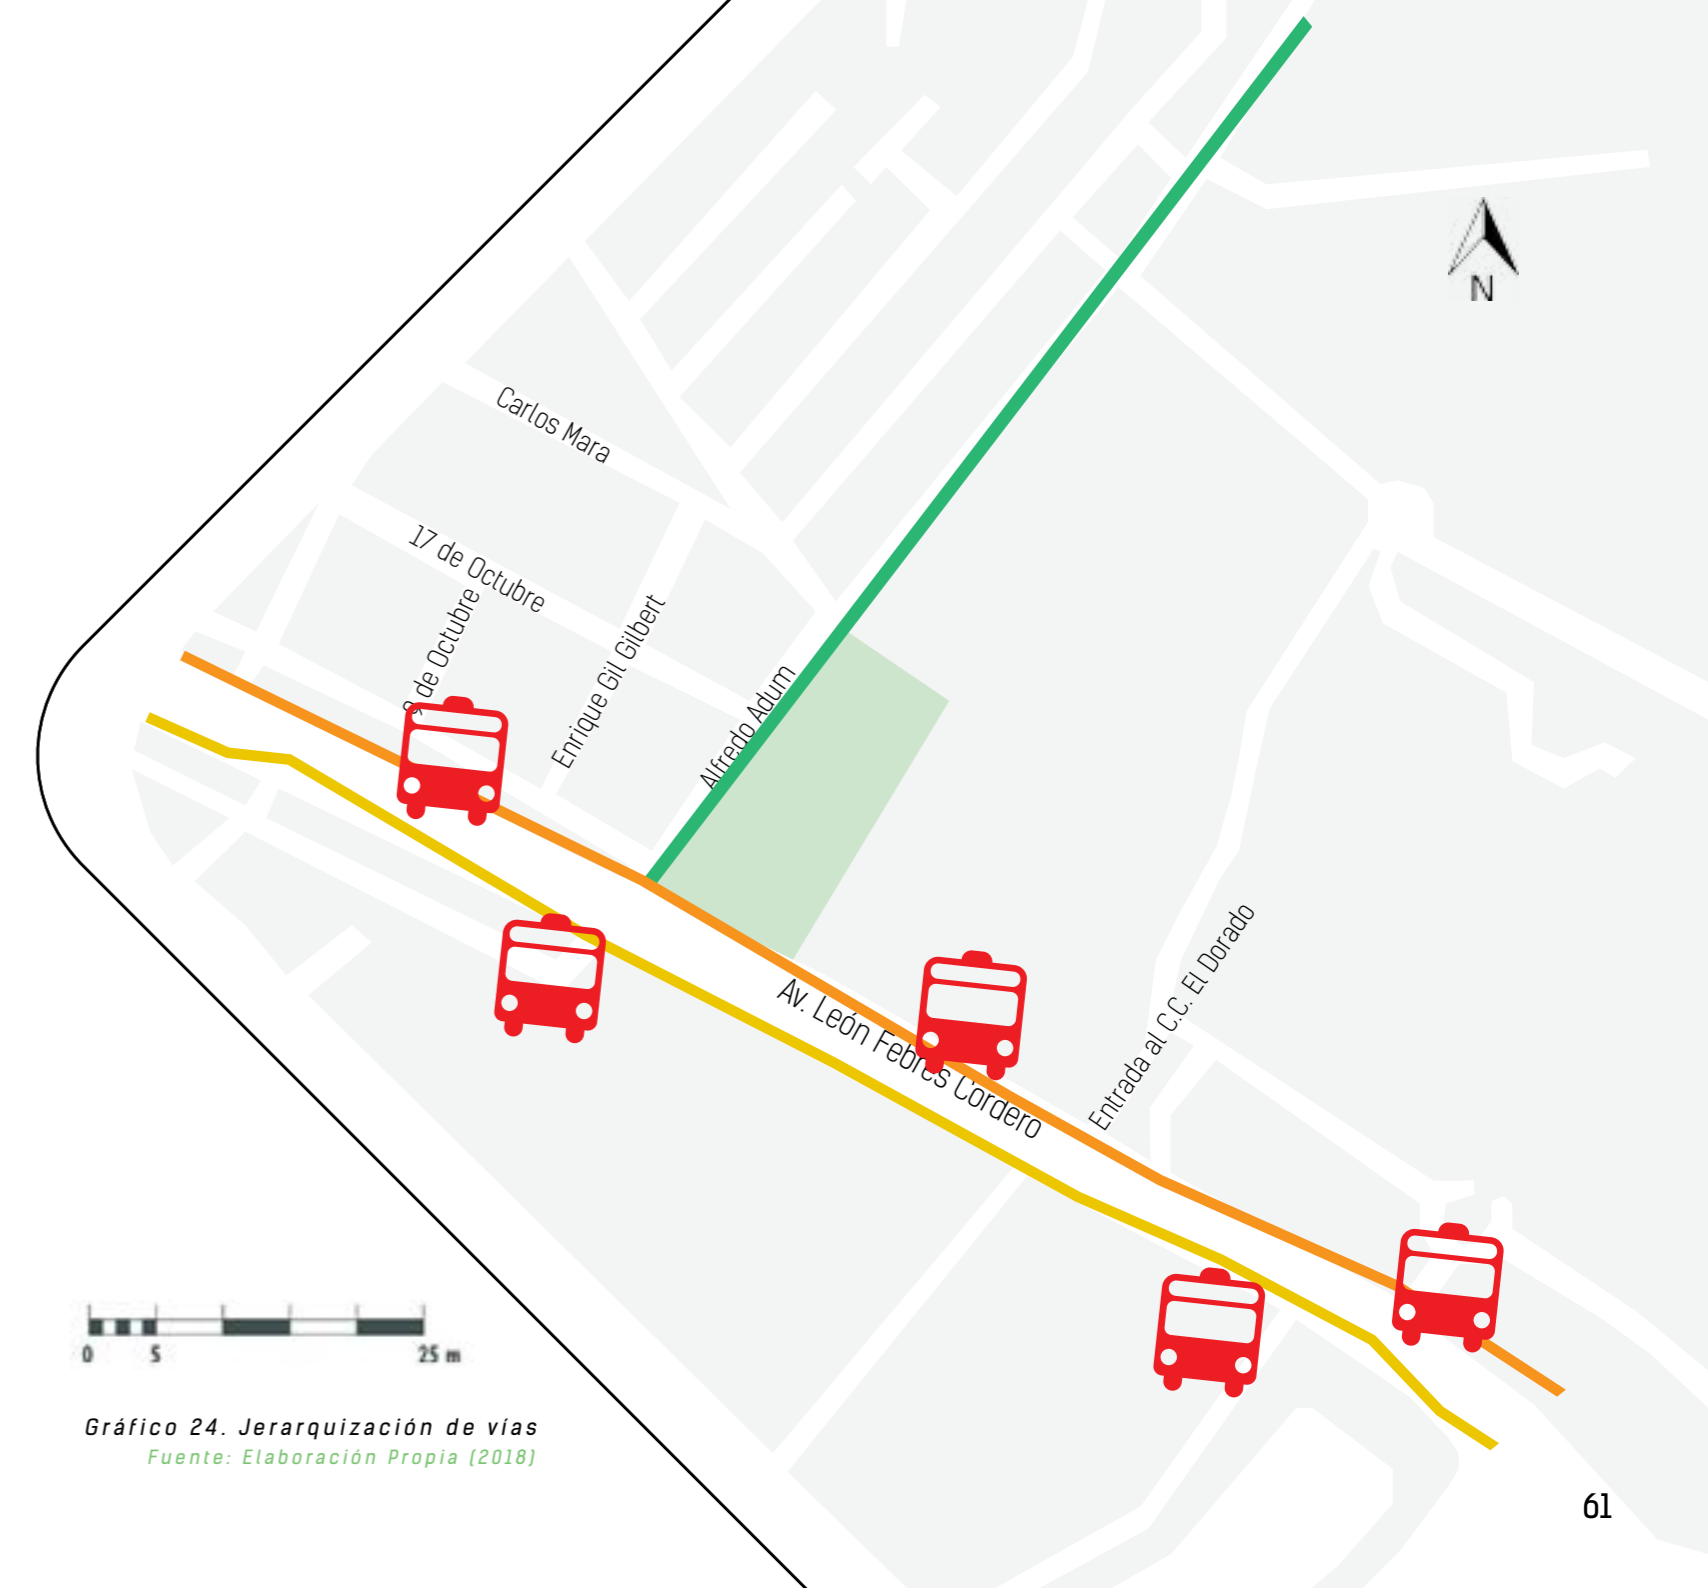 N
Carlos Mara
17 de Octubre
9 de Octubre
Enrique Gil Gilbert
Alfredo Adum
Av. León Febres Cordero
Entrada al C.C. El Dorado
0 5 25 m
Gráfico 24. Jerarquización de vías
Fuente: Elaboración Propia (2018)
61